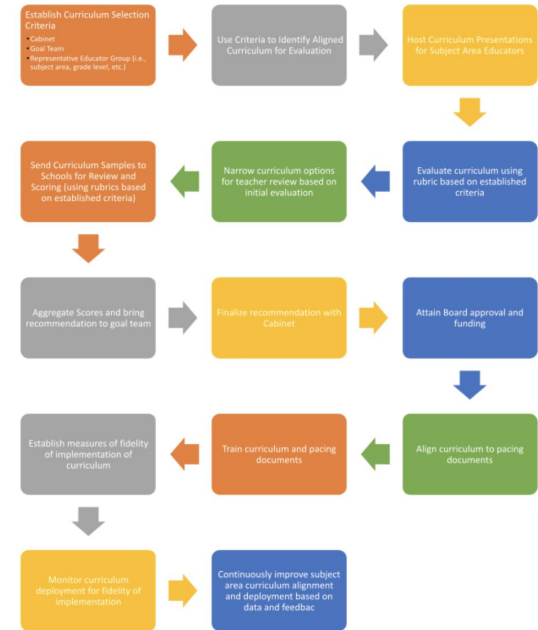 Establish Curriculum Selection
Criteria
•Cabinet
•Goal Team
•Representative Educator Group (i.e.,
subject area, grade level, etc.)
Use Criteria to Identify Aligned
Curriculum for Evaluation
Host Curriculum Presentations
for Subject Area Educators
Evaluate curriculum using
rubric based on established
criteria
Narrow curriculum options
for teacher review based on
initial evaluation
Send Curriculum Samples to
Schools for Review and
Scoring (using rubrics based
on established criteria)
Aggregate Scores and bring
recommendation to goal team
Finalize recommendation with
Cabinet
Attain Board approval and
funding
Align curriculum to pacing
documents
Train curriculum and pacing
documents
Establish measures of fidelity
of implementation of
curriculum
Monitor curriculum
deployment for fidelity of
implementation
Continuously improve subject
area curriculum alignment
and deployment based on
data and feedbac